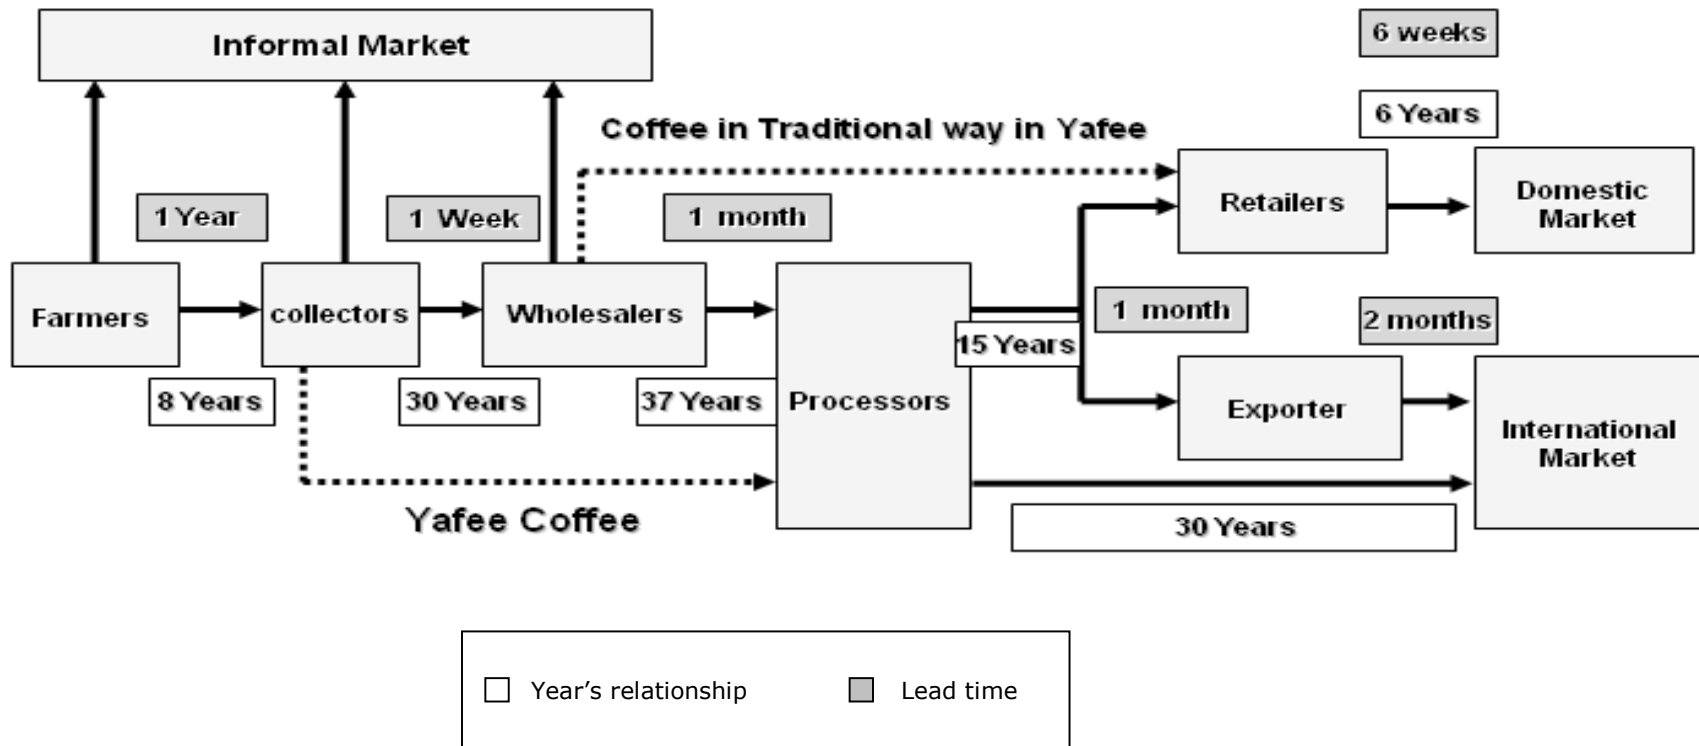 Informal Market
6 weeks
6 Years
Coffee in Traditional way in Yafee
1 Year
1 Week
1 month
Retailers
Domestic
Market
Farmers
collectors
Wholesalers
15 Years
1 month
2 months
8 Years
30 Years
37 Years
Processors
Exporter
International
Market
Yafee Coffee
30 Years
Year’s relationship
Lead time